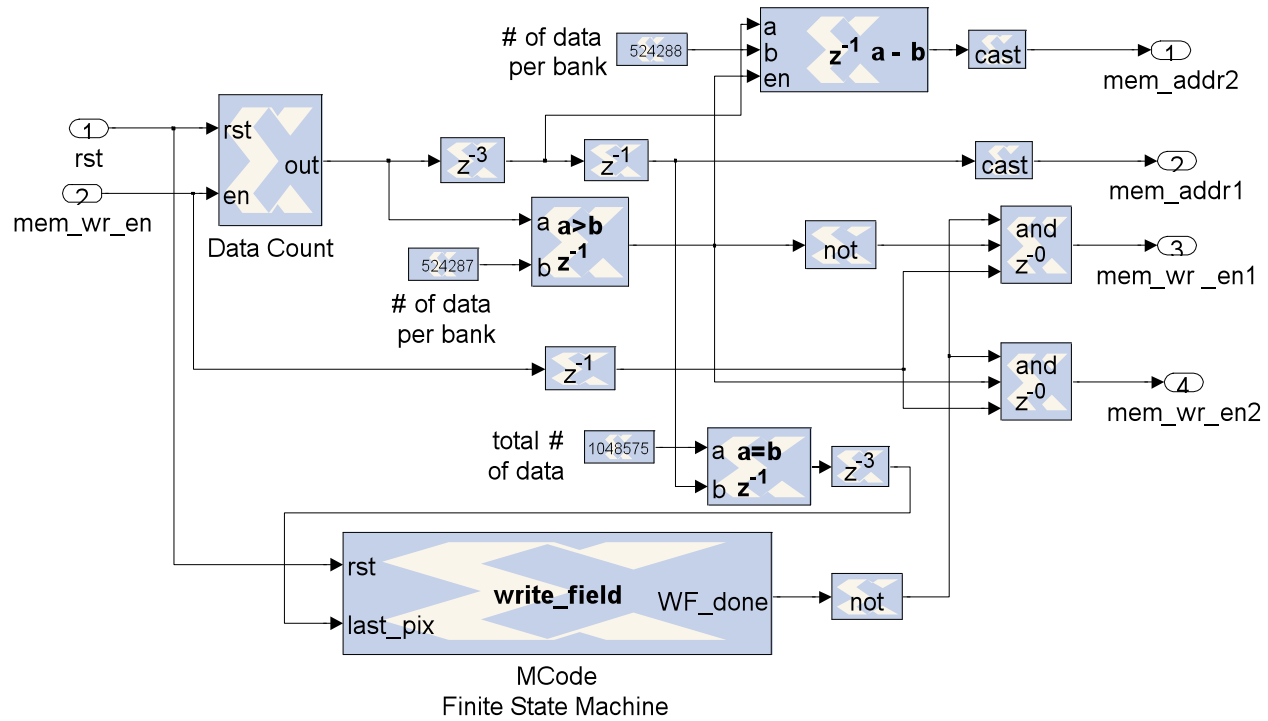 # of data
per bank
524288
a
b
en
z-1 a - b
cast
1
mem_addr2
1
rst
2
mem_wr_en
rst
en
out
Data Count
z-3
z-1
cast
2
mem_addr1
a
b
a>b
z-1
524287
# of data
per bank
not
and
z-0
3
mem_wr _en1
z-1
and
z-0
4
mem_wr_en2
total #
of data
1048575
a
b
a=b
z-1
z-3
rst
last_pix
write_field
WF_done
not
MCode
Finite State Machine